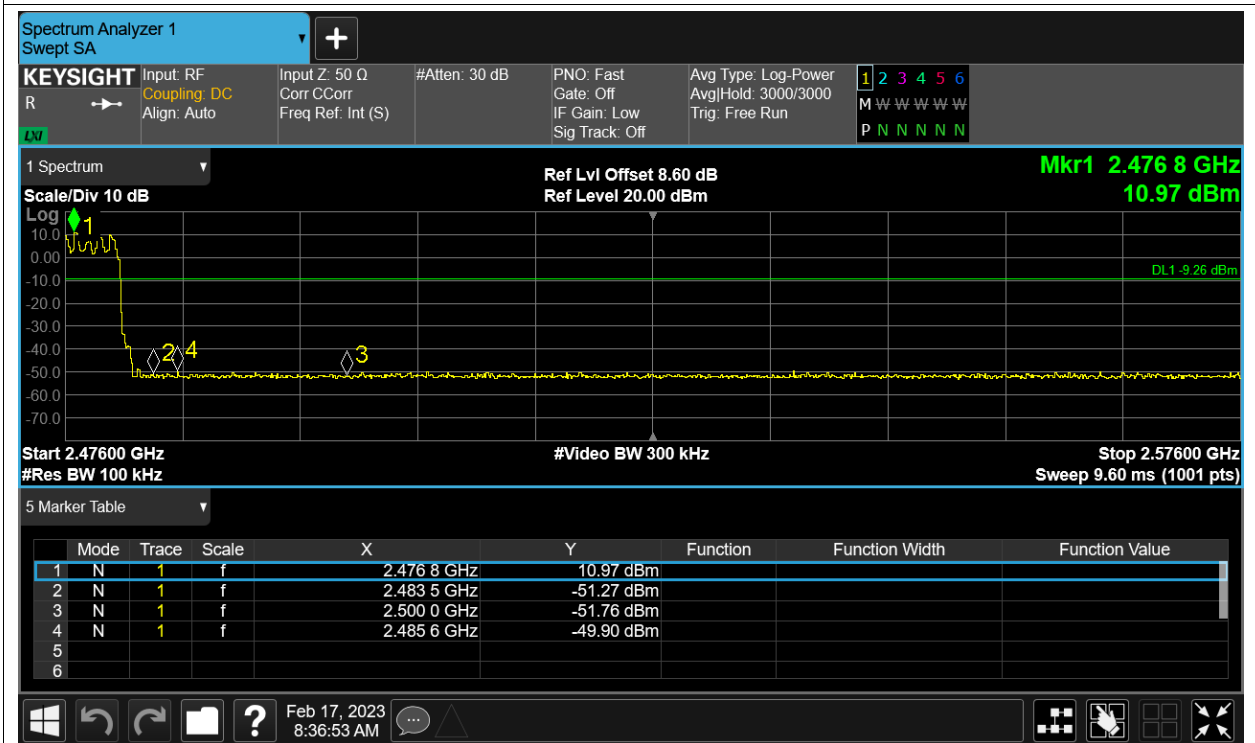 Spectrum Analyzer 1
Swept SA
+
KEYSIGHT Input: RF Input Z: 50 Ω #Atten: 30 dB PNO: Fast Avg Type: Log-Power 1 2 3 4 5 6
R Coupling: DC Corr CCorr Gate: Off Avg|Hold: 3000/3000 M W W W W W
Align: Auto Freq Ref: Int (S) IF Gain: Low Trig: Free Run
LXI Sig Track: Off P N N N N N
1 Spectrum Ref Lvl Offset 8.60 dB Mkr1 2.476 8 GHz
Scale/Div 10 dB Ref Level 20.00 dBm 10.97 dBm
Log
1
10.0
0.00
DL1 -9.26 dBm
-10.0
-20.0
-30.0
-40.0
2 4 3
-50.0
-60.0
-70.0
Start 2.47600 GHz #Video BW 300 kHz Stop 2.57600 GHz
#Res BW 100 kHz Sweep 9.60 ms (1001 pts)
5 Marker Table
Mode Trace Scale X Y Function Function Width Function Value
1 N 1 f 2.476 8 GHz 10.97 dBm
2 N 1 f 2.483 5 GHz -51.27 dBm
3 N 1 f 2.500 0 GHz -51.76 dBm
4 N 1 f 2.485 6 GHz -49.90 dBm
5
6
? Feb 17, 2023
8:36:53 AM